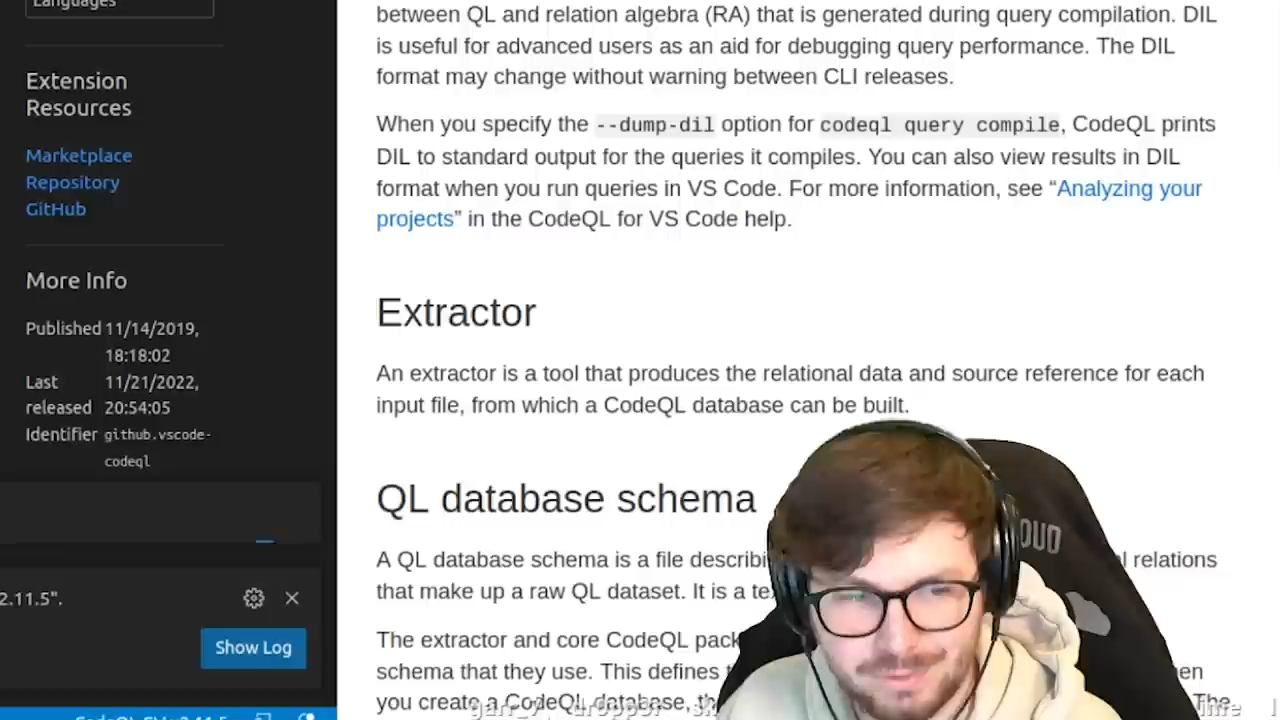 Languages
Extension
Resources
Marketplace
Repository
GitHub
More Info
Published 11/14/2019,
18:18:02
Last 11/21/2022,
released 20:54:05
Identifier github.vscode-
codeql
2.11.5".
Show Log
between QL and relation algebra (RA) that is generated during query compilation. DIL
is useful for advanced users as an aid for debugging query performance. The DIL
format may change without warning between CLI releases.
When you specify the --dump-dil option for codeql query compile, CodeQL prints
DIL to standard output for the queries it compiles. You can also view results in DIL
format when you run queries in VS Code. For more information, see “Analyzing your
projects” in the CodeQL for VS Code help.
Extractor
An extractor is a tool that produces the relational data and source reference for each
input file, from which a CodeQL database can be built.
QL database schema
A QL database schema is a file describi l relations
that make up a raw QL dataset. It is a te
The extractor and core CodeQL pack
schema that they use. This defines
you create a CodeQL database, The
OUD